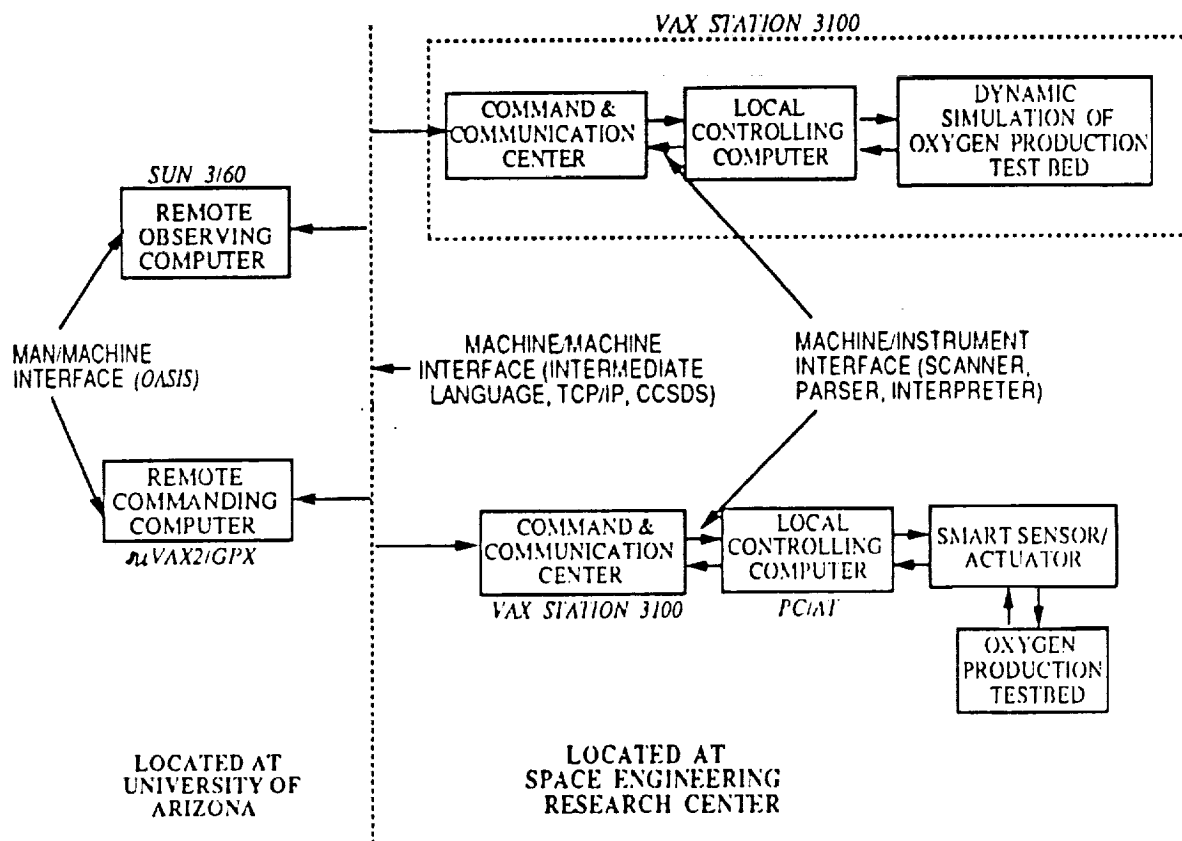 VAX STATION 3100
COMMAND &
COMMUNICATION
CENTER
LOCAL
CONTROLLING
COMPUTER
DYNAMIC
SIMULATION OF
OXYGEN PRODUCTION
TEST BED
SUN 3/60
REMOTE
OBSERVING
COMPUTER
MAN/MACHINE
INTERFACE (OASIS)
MACHINE/MACHINE
INTERFACE (INTERMEDIATE
LANGUAGE, TCP/IP, CCSDS)
MACHINE/INSTRUMENT
INTERFACE (SCANNER,
PARSER, INTERPRETER)
REMOTE
COMMANDING
COMPUTER
µVAX2/GPX
COMMAND &
COMMUNICATION
CENTER
VAX STATION 3100
LOCAL
CONTROLLING
COMPUTER
PC/AT
SMART SENSOR/
ACTUATOR
OXYGEN
PRODUCTION
TESTBED
LOCATED AT
UNIVERSITY OF
ARIZONA
LOCATED AT
SPACE ENGINEERING
RESEARCH CENTER